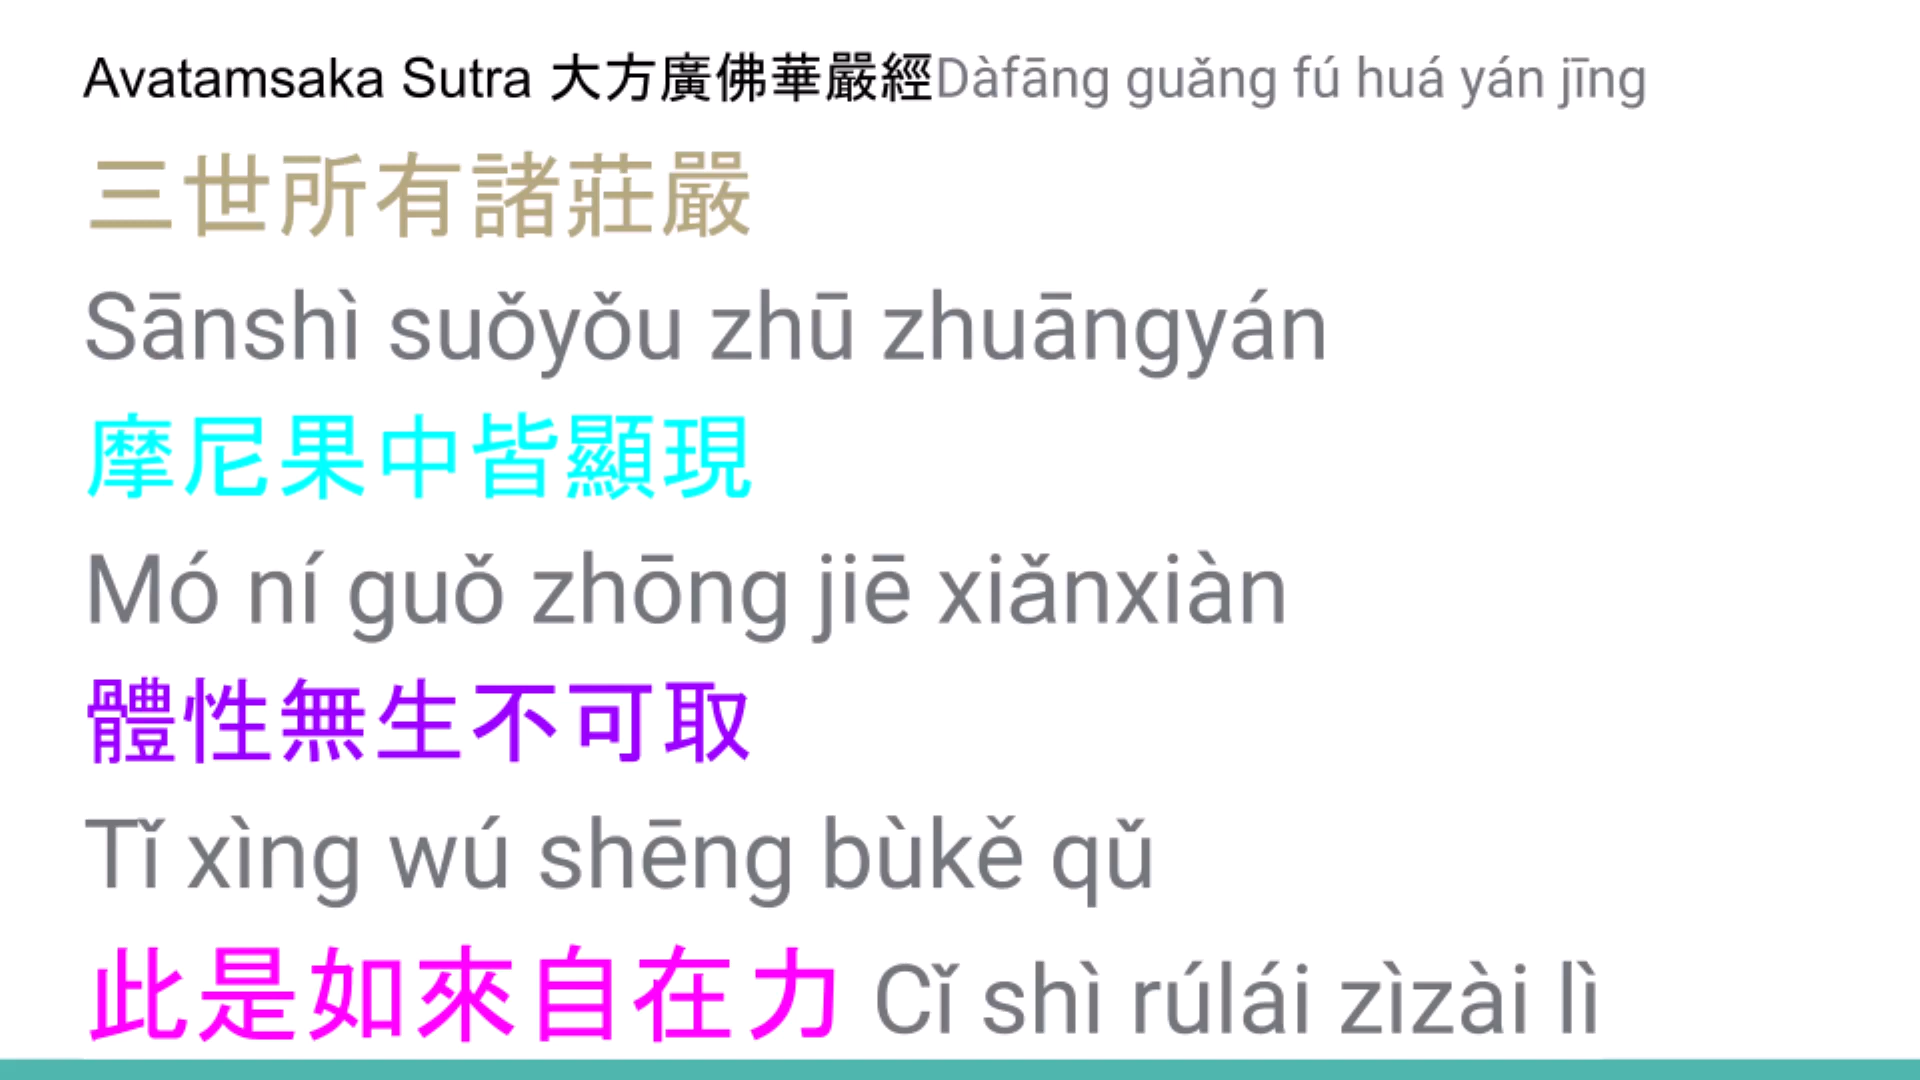 Avatamsaka Sutra 大方廣佛華嚴經Dàfāng guǎng fú huá yán jīng
三世所有諸莊嚴
Sānshì suǒyǒu zhū zhuāngyán
摩尼果中皆顯現
Mó ní guǒ zhōng jiē xiǎnxiàn
體性無生不可取
Tǐ xìng wú shēng bùkě qǔ
此是如來自在力 Cǐ shì rúlái zìzài lì